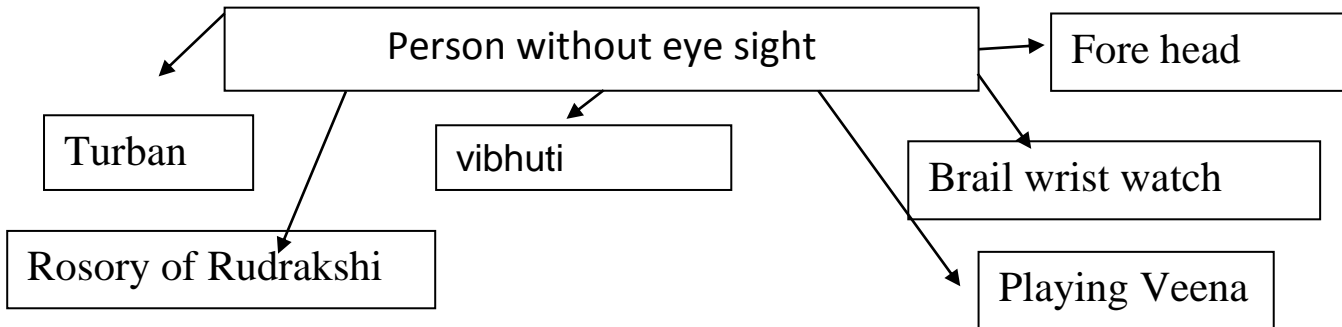 Person without eye sight
Fore head
Turban
vibhuti
Brail wrist watch
Rosory of Rudrakshi
Playing Veena